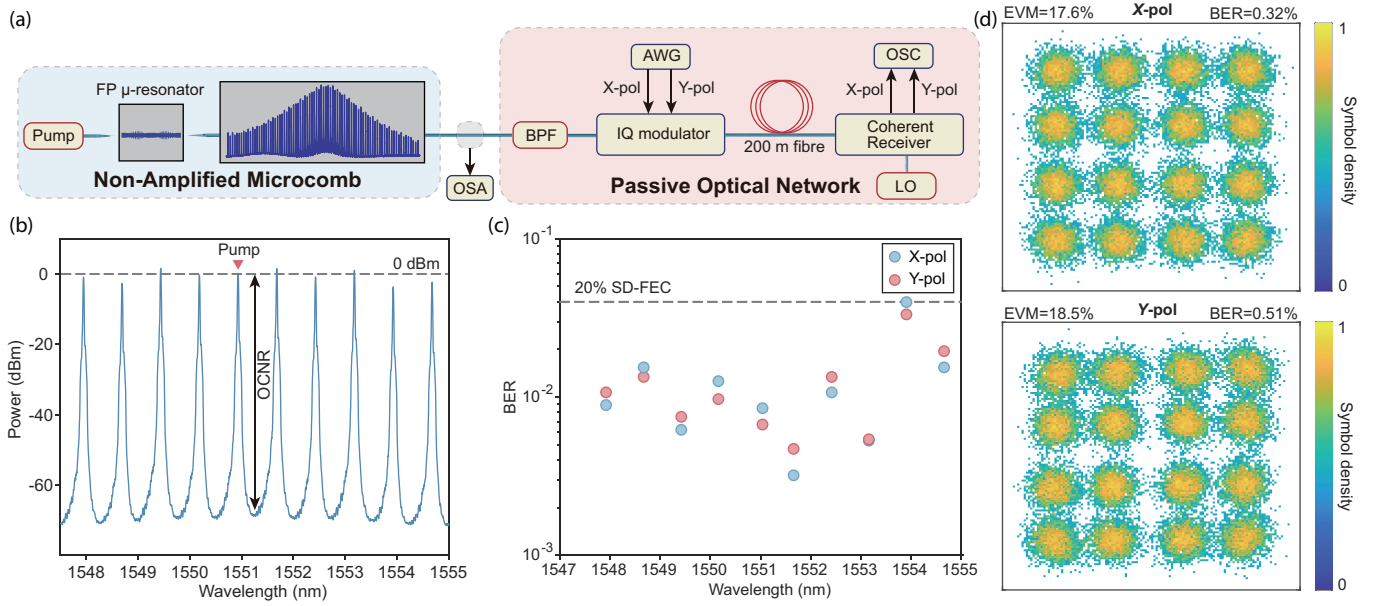 (a)
FP μ-resonator
Pump
Non-Amplified Microcomb
OSA
BPF
AWG
X-pol
Y-pol
IQ modulator
200 m fibre
OSC
X-pol
Y-pol
Coherent
Receiver
LO
Passive Optical Network
(b)
Pump
0 dBm
OCNR
0
-20
-40
-60
Power (dBm)
1548
1549
1550
1551
1552
1553
1554
1555
Wavelength (nm)
(c)
X-pol
Y-pol
20% SD-FEC
10-1
10-2
10-3
BER
1547
1548
1549
1550
1551
1552
1553
1554
1555
Wavelength (nm)
(d)
EVM=17.6%
X-pol
BER=0.32%
1
0
Symbol density
EVM=18.5%
Y-pol
BER=0.51%
1
0
Symbol density